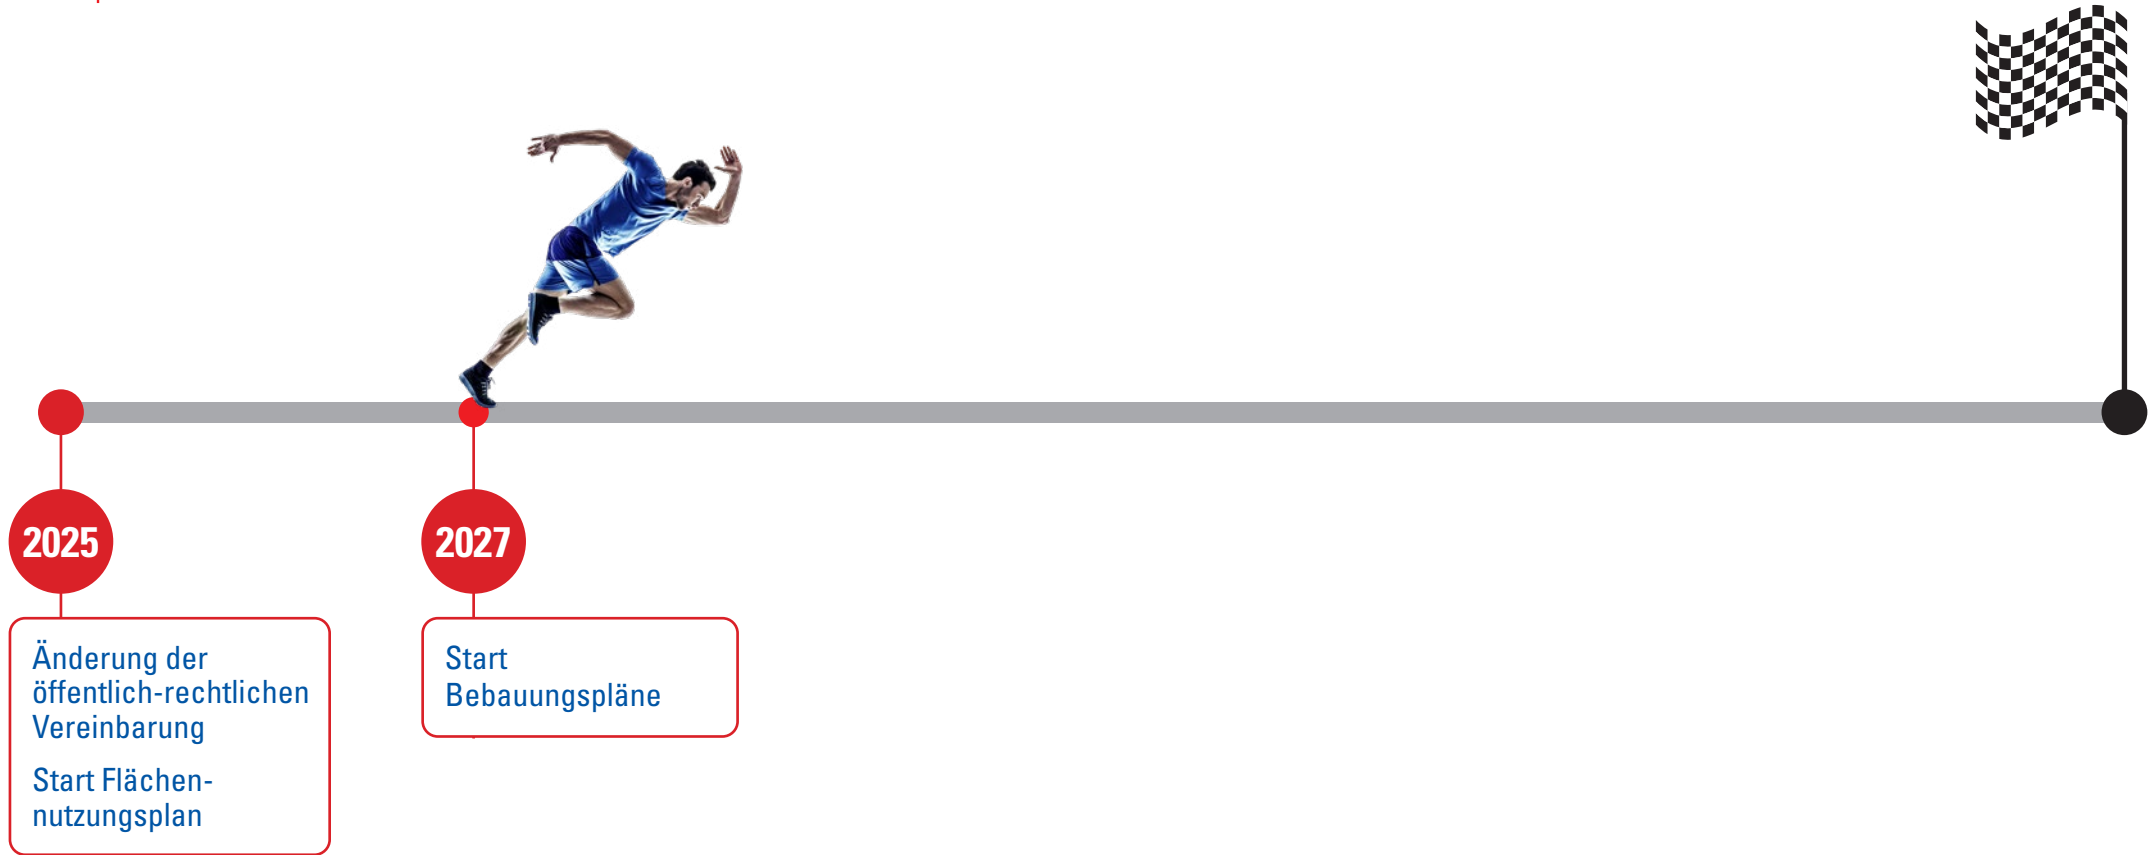 2025
Änderung der
öffentlich-rechtlichen
Vereinbarung
Start Flächen-
nutzungsplan
2027
Start
Bebauungspläne